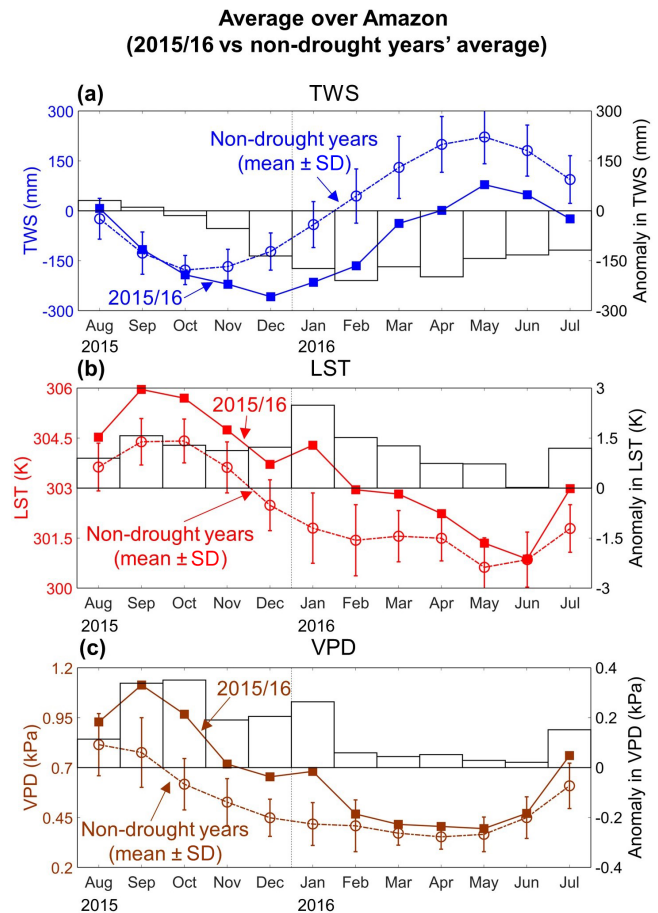 Average over Amazon
(2015/16 vs non-drought years' average)
(a) TWS
300 300
Non-drought years
(mean ± SD)
150 150
0 0
-150 -150
2015/16
-300 -300
TWS (mm)
Anomaly in TWS (mm)
Aug Sep Oct Nov Dec Jan Feb Mar Apr May Jun Jul
2015 2016
(b) LST
306 3
2015/16
304.5 1.5
303 0
Non-drought years
(mean ± SD)
301.5 -1.5
300 -3
LST (K)
Anomaly in LST (K)
Aug Sep Oct Nov Dec Jan Feb Mar Apr May Jun Jul
2015 2016
(c) VPD
1.2 0.4
2015/16
0.95 0.2
0.7 0
Non-drought years
(mean ± SD)
0.45 -0.2
0.2 -0.4
VPD (kPa)
Anomaly in VPD (kPa)
Aug Sep Oct Nov Dec Jan Feb Mar Apr May Jun Jul
2015 2016